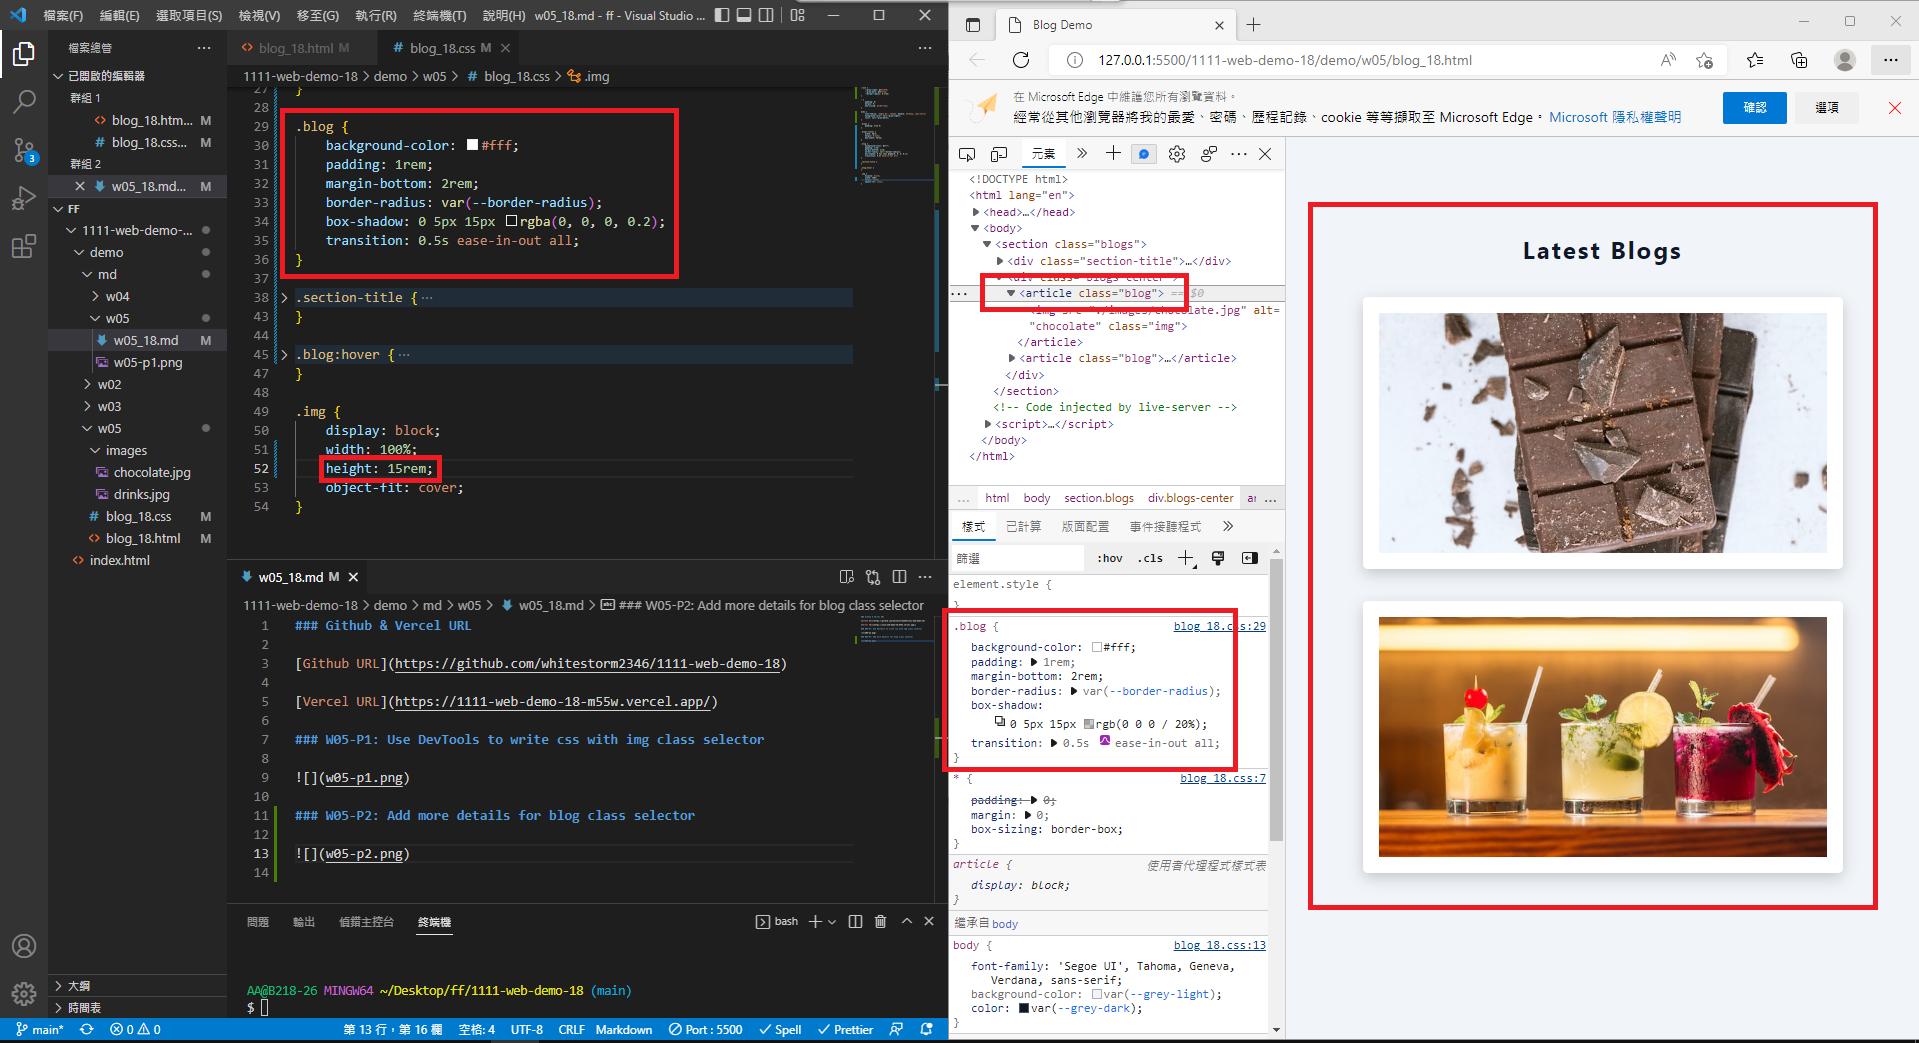 檔案(F) 編輯(E) 選取項目(S) 檢視(V) 移至(G) 執行(R) 終端機(T) 說明(H) w05_18.md - ff - Visual Studio ...
檔案總管
已開啟的編輯器
群組 1
blog_18.htm... M
blog_18.css... M
群組 2
w05_18.md... M
3
FF
1111-web-demo-...
demo
md
w04
w05
w05_18.md M
w05-p1.png
w02
w03
w05
images
chocolate.jpg
drinks.jpg
blog_18.css M
blog_18.html M
index.html
大綱
時間表
blog_18.html M
blog_18.css M
1111-web-demo-18 > demo > w05 > # blog_18.css > .img
27 }
28
29 .blog {
30 background-color: #fff;
31 padding: 1rem;
32 margin-bottom: 2rem;
33 border-radius: var(--border-radius);
34 box-shadow: 0 5px 15px rgba(0, 0, 0, 0.2);
35 transition: 0.5s ease-in-out all;
36 }
37
38 .section-title { ...
43 }
44
45 .blog:hover { ...
47 }
48
49 .img {
50 display: block;
51 width: 100%;
52 height: 15rem;
53 object-fit: cover;
54 }
w05_18.md M
1111-web-demo-18 > demo > md > w05 > w05_18.md > ### W05-P2: Add more details for blog class selector
1 ### Github & Vercel URL
2
3 [Github URL](https://github.com/whitestorm2346/1111-web-demo-18)
4
5 [Vercel URL](https://1111-web-demo-18-m55w.vercel.app/)
6
7 ### W05-P1: Use DevTools to write css with img class selector
8
9 ![](w05-p1.png)
10
11 ### W05-P2: Add more details for blog class selector
12
13 ![](w05-p2.png)
14
問題 輸出 偵錯主控台 終端機
bash
AA@B218-26 MINGW64 ~/Desktop/ff/1111-web-demo-18 (main)
$
main* 0 0 第 13 行，第 16 欄 空格: 4 UTF-8 CRLF Markdown Port : 5500 Spell Prettier
Blog Demo
127.0.0.1:5500/1111-web-demo-18/demo/w05/blog_18.html
在 Microsoft Edge 中維護您所有瀏覽資料。
經常從其他瀏覽器將我的最愛、密碼、歷程記錄、cookie 等等擷取至 Microsoft Edge。Microsoft 隱私權聲明
確認
選項
元素
<!DOCTYPE html>
<html lang="en">
<head>…</head>
<body>
<section class="blogs">
<div class="section-title">…</div>
<div class="blogs-center">
<article class="blog"> == $0
<img src="./images/chocolate.jpg" alt=
"chocolate" class="img">
</article>
<article class="blog">…</article>
</div>
</section>
<!-- Code injected by live-server -->
<script>…</script>
</body>
</html>
... html body section.blogs div.blogs-center ar ...
樣式 已計算 版面配置 事件接聽程式
篩選
:hov .cls
element.style {
}
.blog { blog_18.css:29
background-color: #fff;
padding: 1rem;
margin-bottom: 2rem;
border-radius: var(--border-radius);
box-shadow:
0 5px 15px rgb(0 0 0 / 20%);
transition: 0.5s ease-in-out all;
}
* { blog_18.css:7
padding: 0;
margin: 0;
box-sizing: border-box;
}
article { 使用者代理程式樣式表
display: block;
}
繼承自 body
body { blog_18.css:13
font-family: 'Segoe UI', Tahoma, Geneva,
Verdana, sans-serif;
background-color: var(--grey-light);
color: var(--grey-dark);
}
Latest Blogs